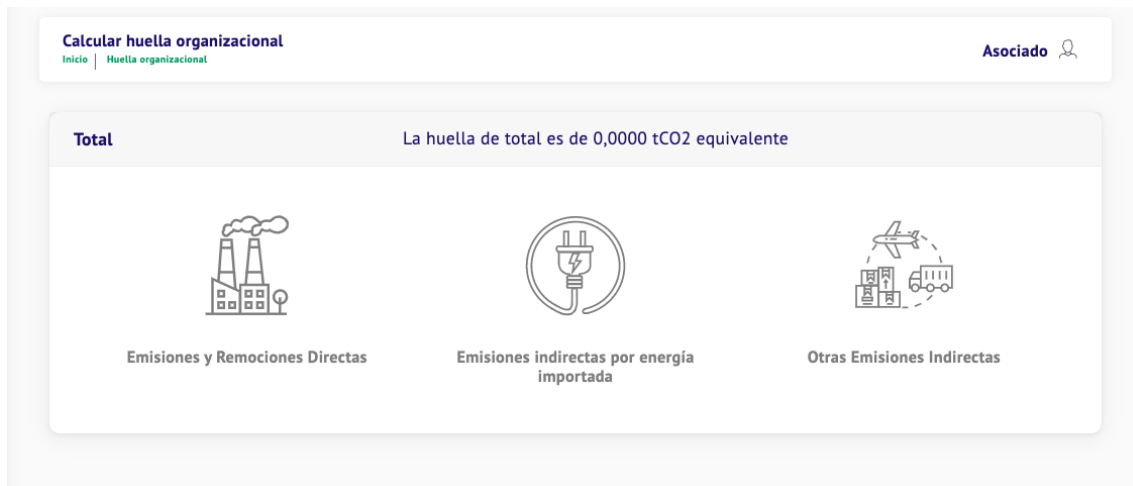 Calcular huella organizacional
Inicio | Huella organizacional
Asociado
Total
La huella de total es de 0,0000 tCO2 equivalente
Emisiones y Remociones Directas
Emisiones indirectas por energía
importada
Otras Emisiones Indirectas